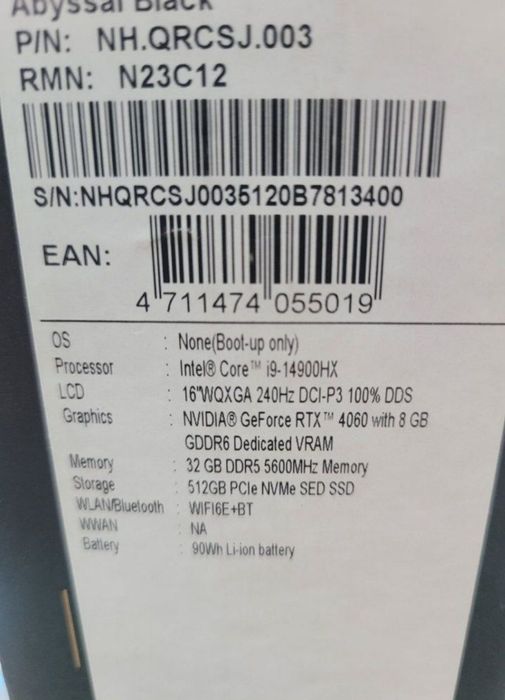 Abyssal Black
P/N: NH.QRCSJ.003
RMN: N23C12
S/N:NHQRCSJ0035120B7813400
EAN:
4 711474 055019
OS : None(Boot-up only)
Processor : Intel® Core™ i9-14900HX
LCD : 16"WQXGA 240Hz DCI-P3 100% DDS
Graphics : NVIDIA® GeForce RTX™ 4060 with 8 GB
GDDR6 Dedicated VRAM
Memory : 32 GB DDR5 5600MHz Memory
Storage : 512GB PCIe NVMe SED SSD
WLAN/Bluetooth : WIFI6E+BT
WWAN : NA
Battery : 90Wh Li-ion battery